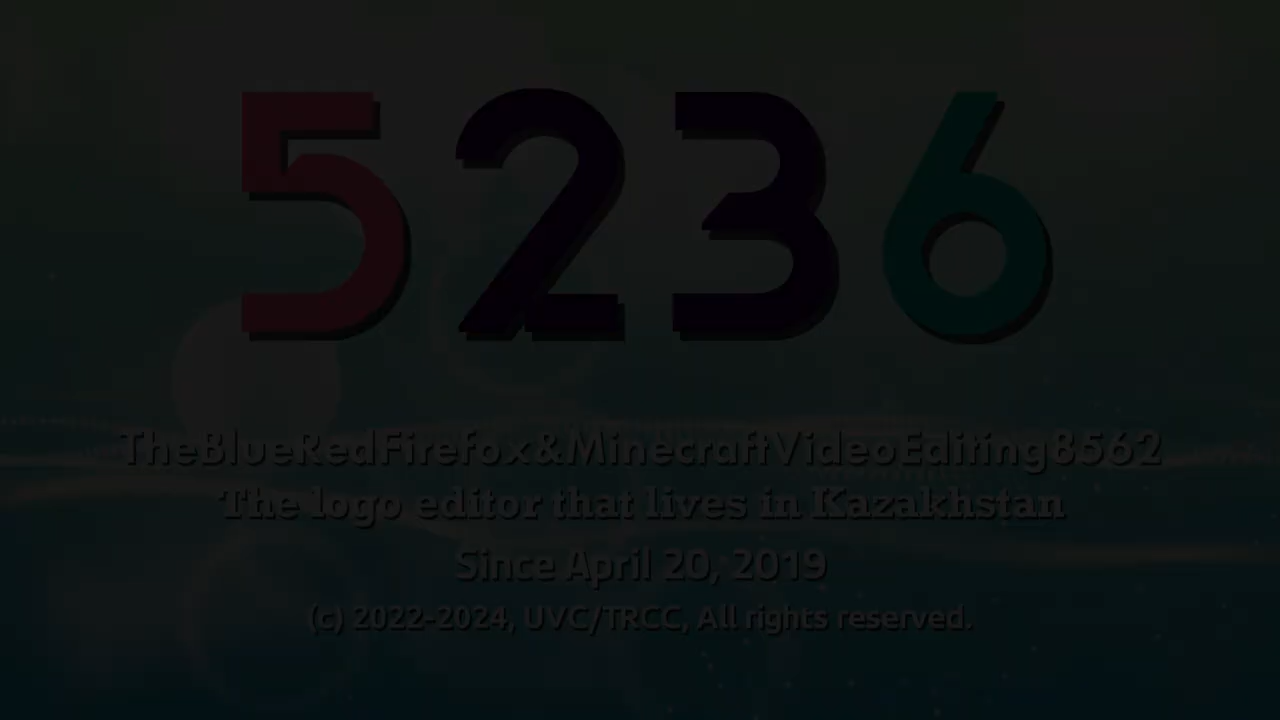 5236
TheBlueRedFirefox&MinecraftVideoEditing8562
The logo editor that lives in Kazakhstan
Since April 20, 2019
(c) 2022-2024, UVC/TRCC, All rights reserved.